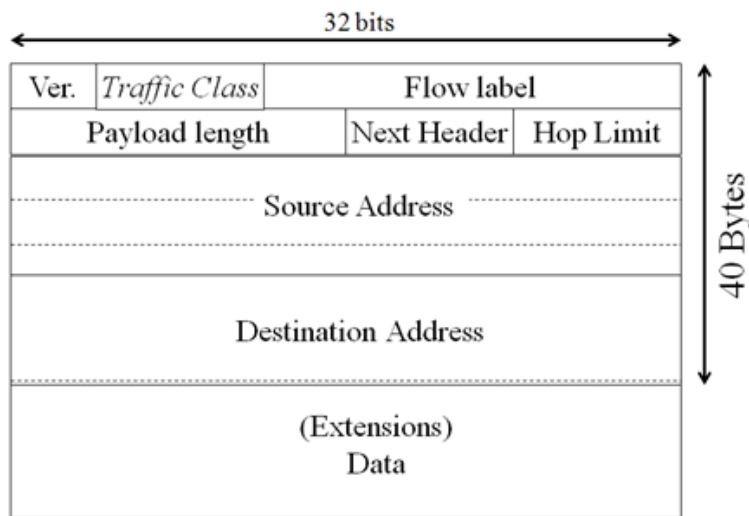 32 bits
Ver. Traffic Class Flow label
Payload length Next Header Hop Limit
Source Address
Destination Address
(Extensions)
Data
40 Bytes